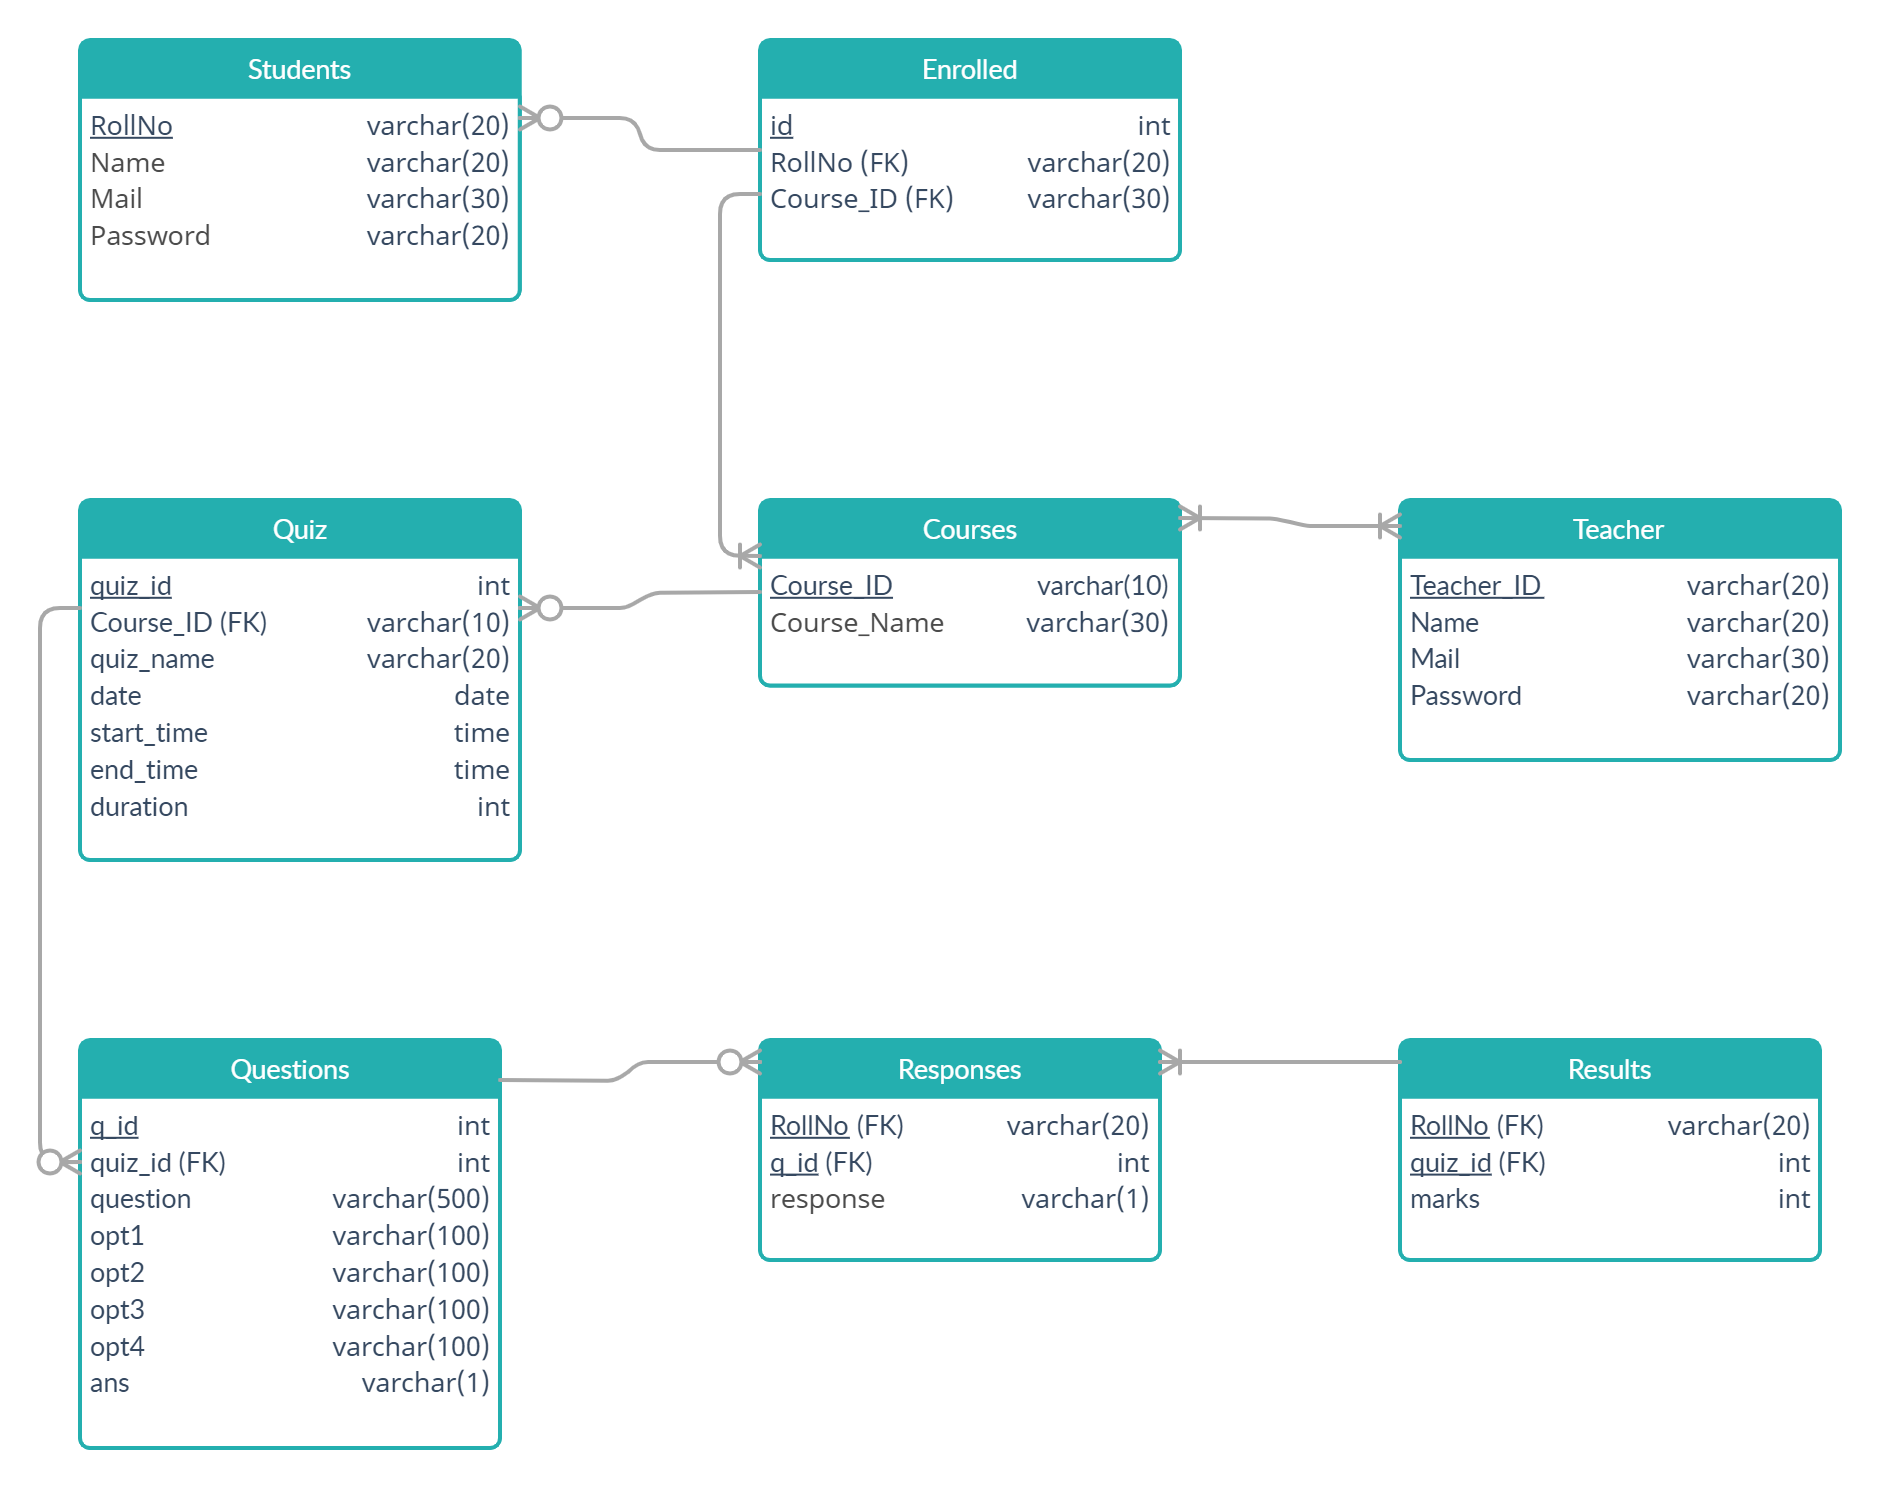 Students
RollNo varchar(20)
Name varchar(20)
Mail varchar(30)
Password varchar(20)
Enrolled
id int
RollNo (FK) varchar(20)
Course_ID (FK) varchar(30)
Quiz
quiz_id int
Course_ID (FK) varchar(10)
quiz_name varchar(20)
date date
start_time time
end_time time
duration int
Courses
Course_ID varchar(10)
Course_Name varchar(30)
Teacher
Teacher_ID varchar(20)
Name varchar(20)
Mail varchar(30)
Password varchar(20)
Questions
q_id int
quiz_id (FK) int
question varchar(500)
opt1 varchar(100)
opt2 varchar(100)
opt3 varchar(100)
opt4 varchar(100)
ans varchar(1)
Responses
RollNo (FK) varchar(20)
q_id (FK) int
response varchar(1)
Results
RollNo (FK) varchar(20)
quiz_id (FK) int
marks int